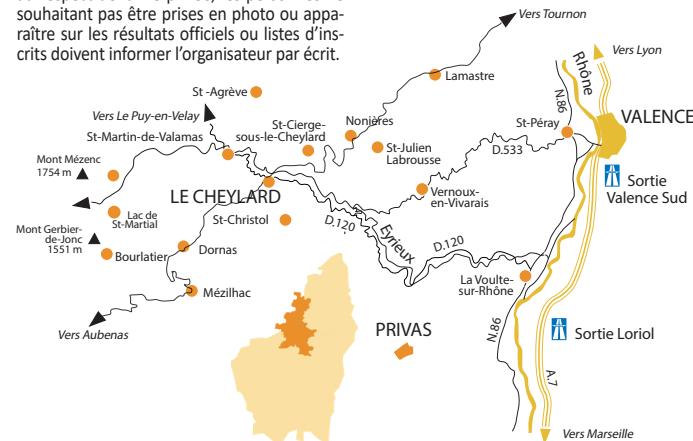 souhaitant pas être prises en photo ou appa-
raître sur les résultats officiels ou listes d'ins-
crits doivent informer l'organisateur par écrit.
Vers Tournon
Vers Lyon
Rhône
N.86
Lamastre
St-Agrève
Vers Le Puy-en-Velay
St-Cierge-
sous-le-Cheylard
Nonières
St-Péray
VALENCE
St-Martin-de-Valamas
St-Julien
Labrousse
D.533
Mont Mézenc
1754 m
Sortie
Valence Sud
LE CHEYLARD
Vernoux-
en-Vivarais
Lac de
St-Martial
St-Christol
D.120
Eyrieux
Mont Gerbier-
de-Jonc
1551 m
Bourlatier
Dornas
D.120
La Voulte-
sur-Rhône
Mézilhac
Vers Aubenas
PRIVAS
N.86
Sortie Loriol
A.7
Vers Marseille